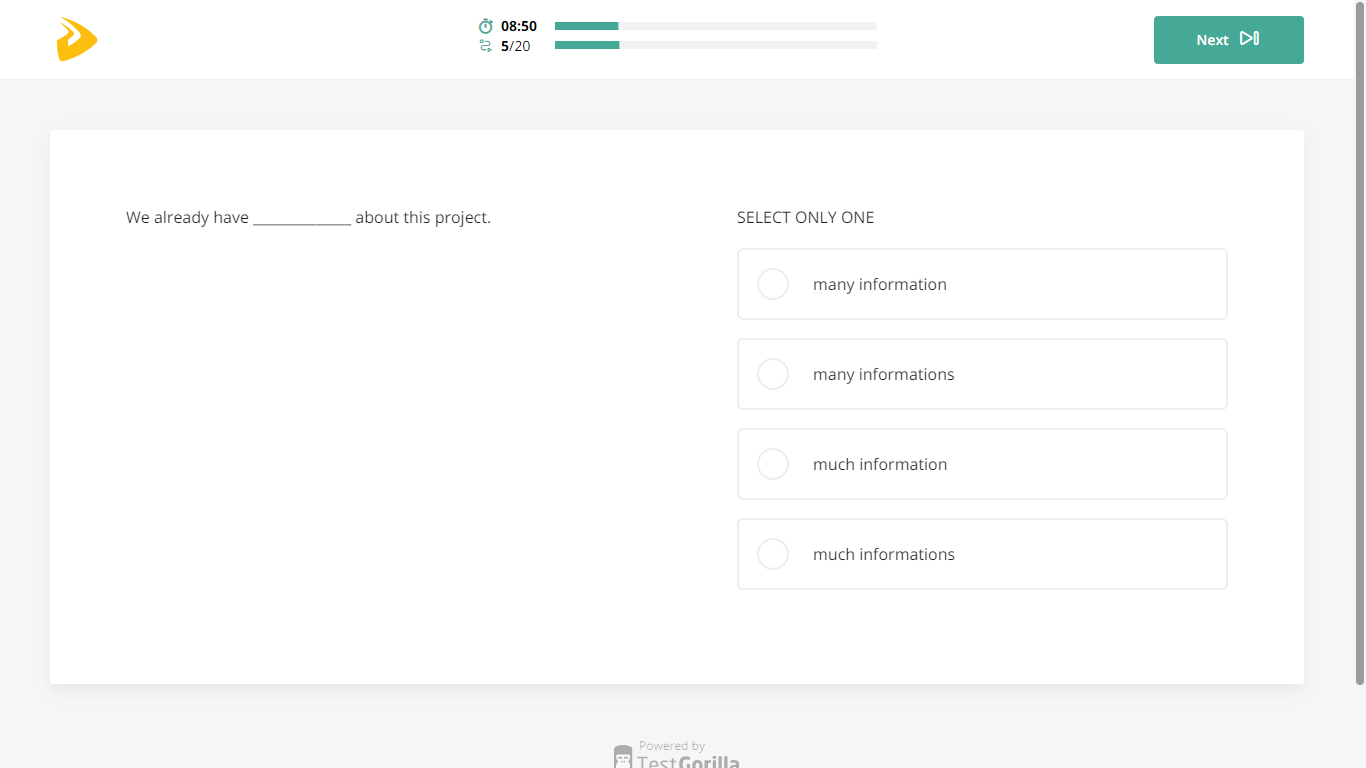 08:50
5/20
Next
We already have _____________ about this project.
SELECT ONLY ONE
many information
many informations
much information
much informations
Powered by
TestGorilla